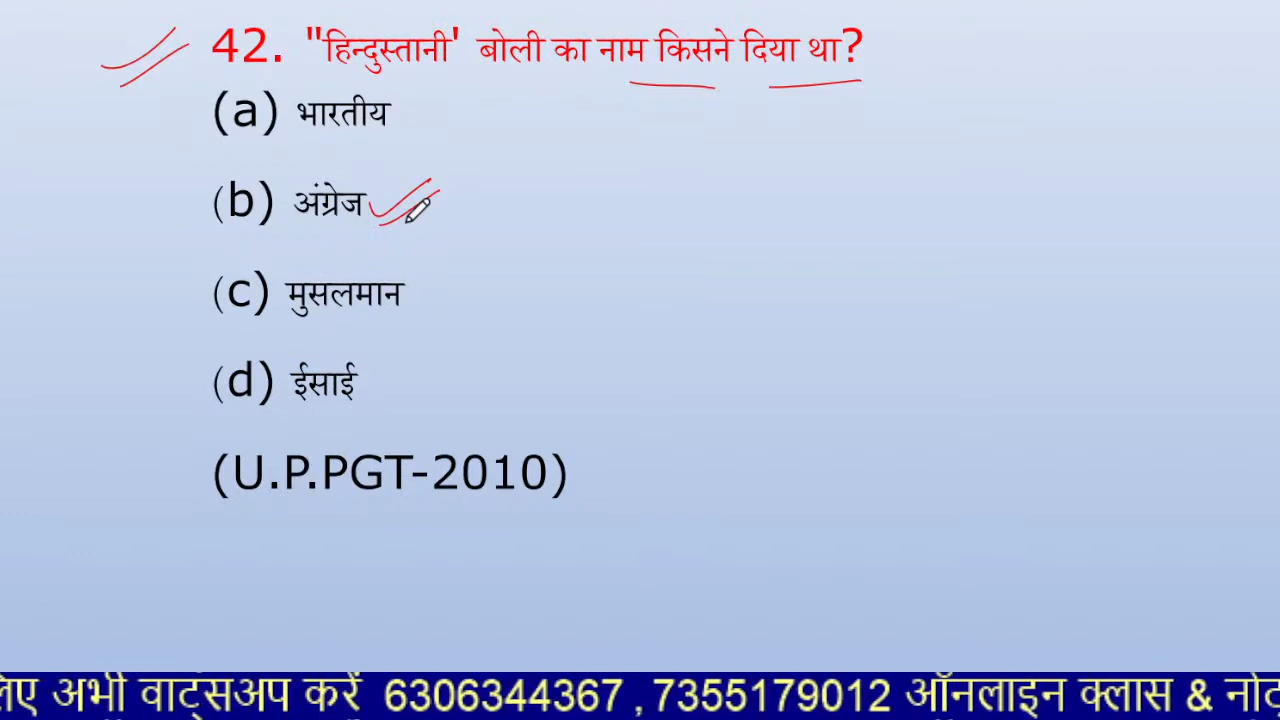 42. "हिन्दुस्तानी' बोली का नाम किसने दिया था?
(a) भारतीय
(b) अंग्रेज
(c) मुसलमान
(d) ईसाई
(U.P.PGT-2010)
लिए अभी वाट्सअप करें 6306344367 , 7355179012 ऑनलाइन क्लास &